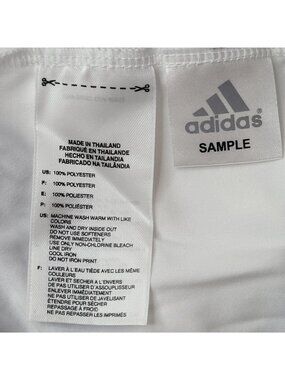 MADE IN THAILAND
FABRIQUÉ EN THAILANDE
HECHO EN TAILANDIA
FABRICADO NA TAILÂNDIA
US: 100% POLYESTER
F: 100% POLYESTER
E: 100% POLIESTER
P: 100% POLIÉSTER
US: MACHINE WASH WARM WITH LIKE
COLORS
WASH AND DRY INSIDE OUT
DO NOT USE SOFTENERS
REMOVE IMMEDIATELY
USE ONLY NON-CHLORINE BLEACH
LINE DRY
COOL IRON
DO NOT IRON PRINT
F: LAVER À L'EAU TIÈDE AVEC LES MÊME
COULEURS
LAVER ET SÉCHER À L'ENVERS
DE PAS UTILISER D'ASSOUPLISSEUR
ENLEVER IMMÉDIATEMENT
NE PAS UTILISER DE JAVELISANT
ÉTENDRE POUR SÉCHER
REPASSAGE À FROID
NE PAS REPASSER LES IMPRIMÉS
adidas®
SAMPLE